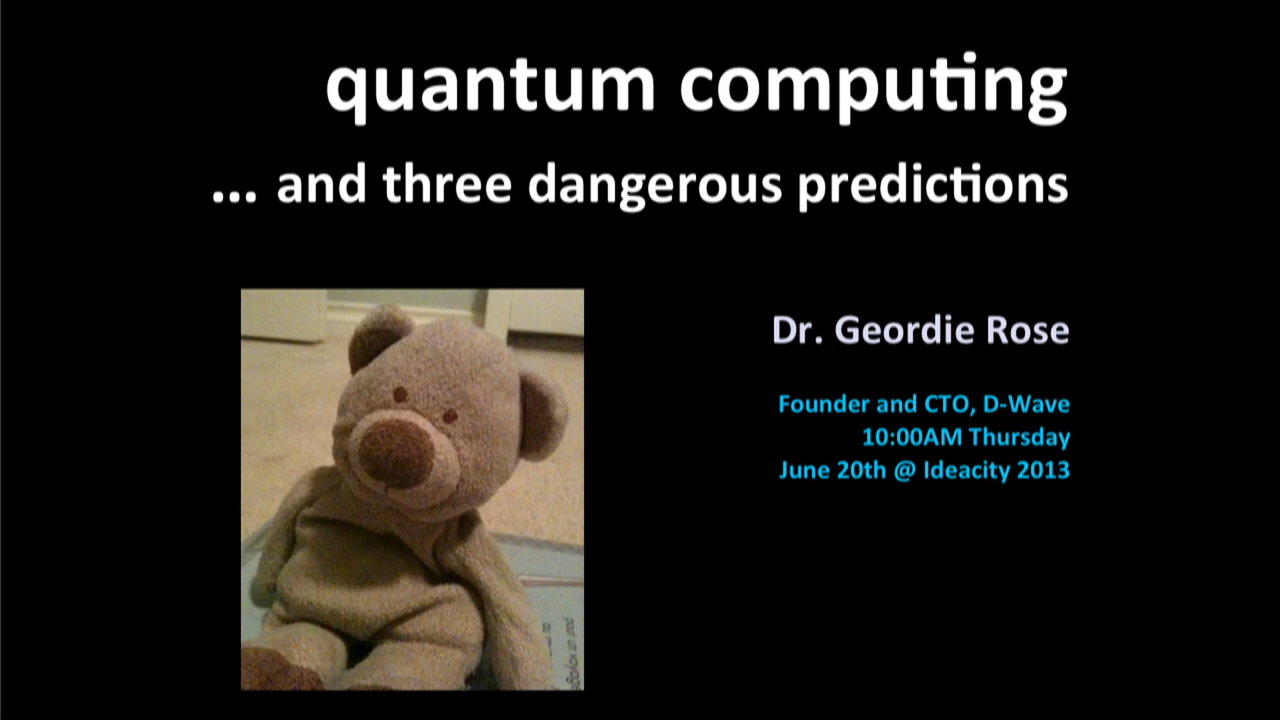 quantum computing
... and three dangerous predictions
Dr. Geordie Rose
Founder and CTO, D-Wave
10:00AM Thursday
June 20th @ Ideacity 2013